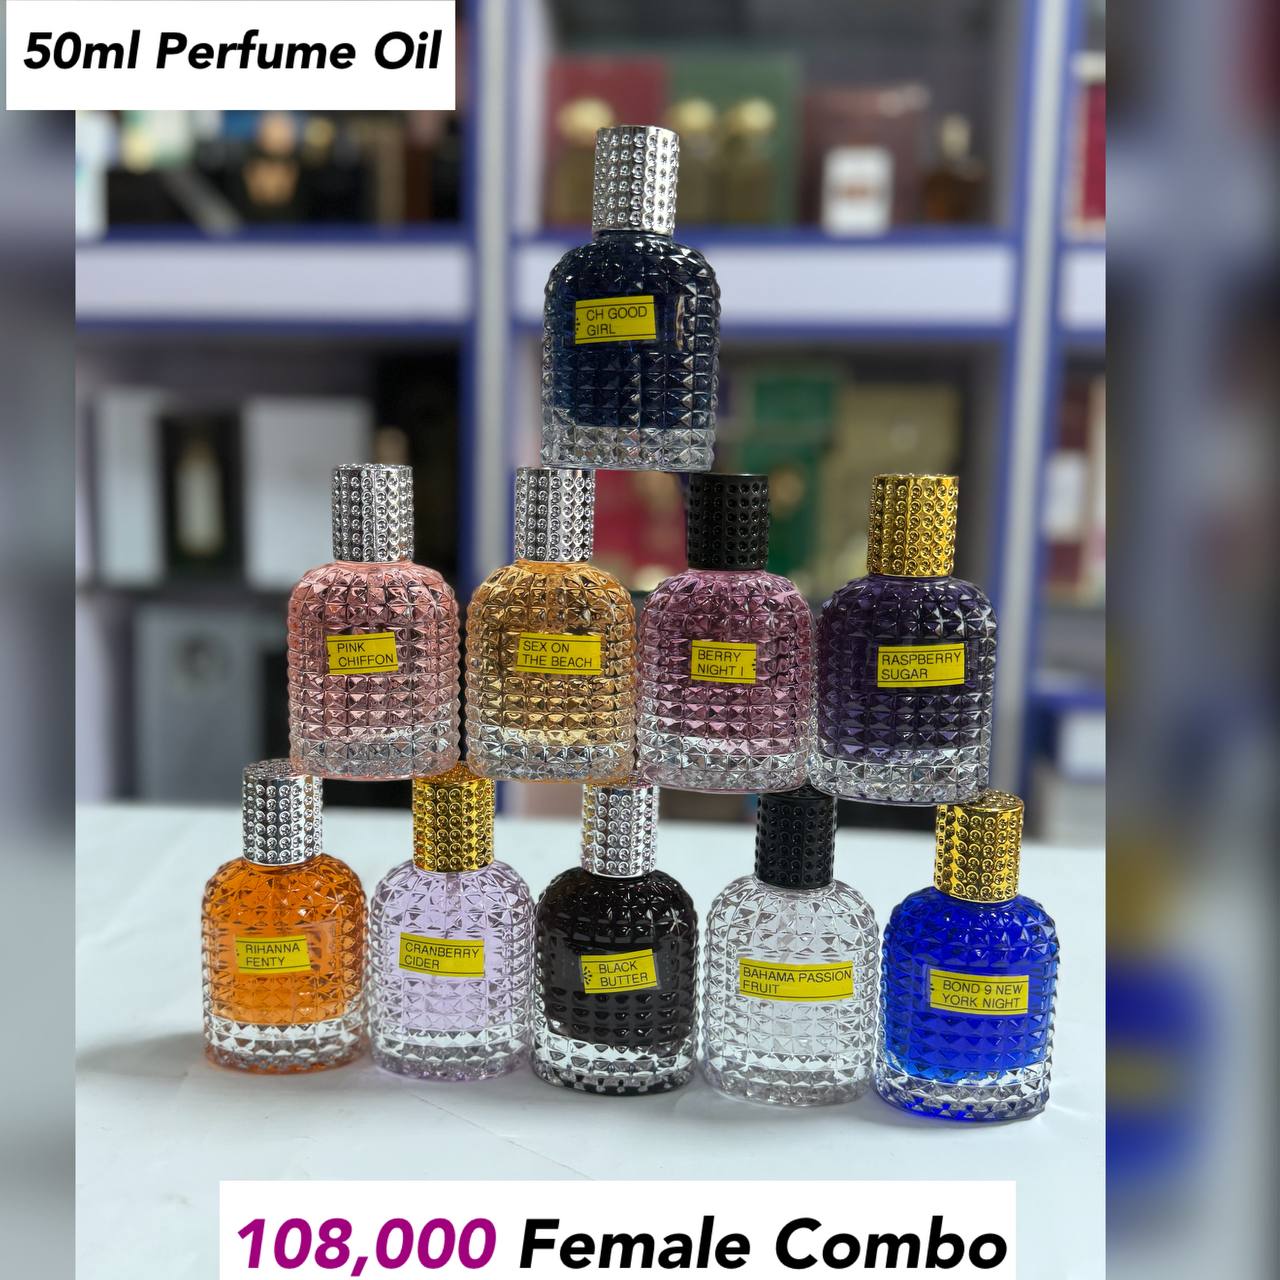 50ml Perfume Oil
CH GOOD
GIRL
PINK
CHIFFON
SEX ON
THE BEACH
BERRY
NIGHT I
RASPBERRY
SUGAR
RIHANNA
FENTY
CRANBERRY
CIDER
BLACK
BUTTER
BAHAMA PASSION
FRUIT
BOND 9 NEW
YORK NIGHT
108,000 Female Combo